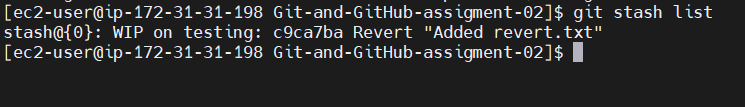 [ec2-user@ip-172-31-31-198 Git-and-GitHub-assigment-02]$ git stash list
stash@{0}: WIP on testing: c9ca7ba Revert "Added revert.txt"
[ec2-user@ip-172-31-31-198 Git-and-GitHub-assigment-02]$